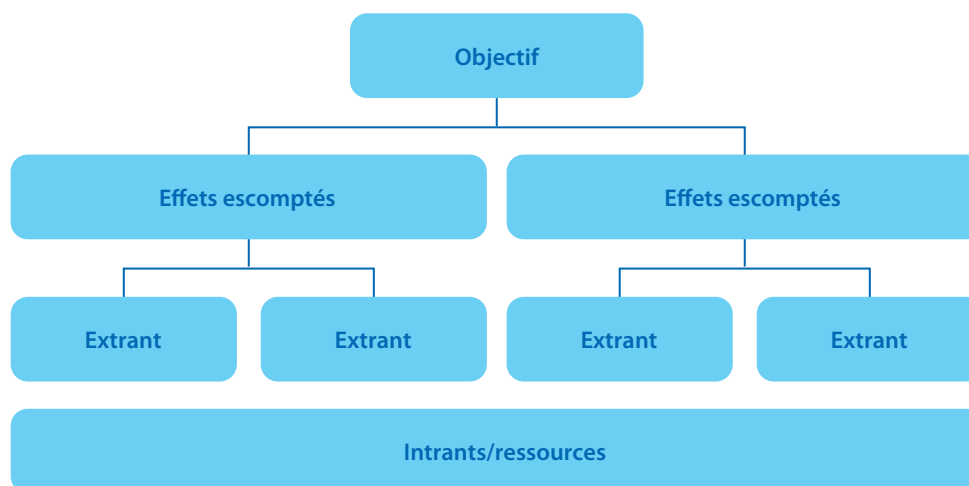 Objectif
Effets escomptés
Effets escomptés
Extrant
Extrant
Extrant
Extrant
Intrants/ressources